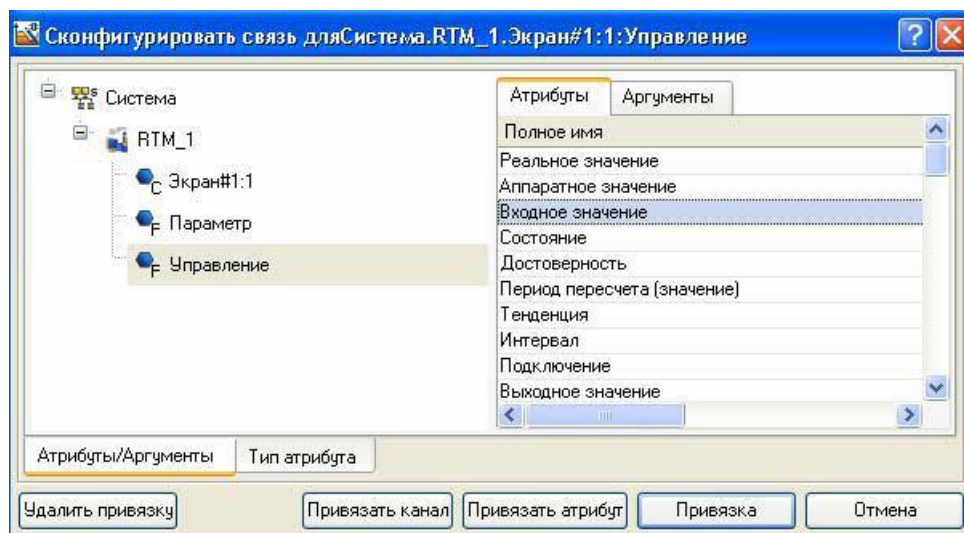 Сконфигурировать связь дляСистема.RTM_1.Экран#1:1:Управление
Система
RTM_1
Экран#1:1
Параметр
Управление
Атрибуты Аргументы
Полное имя
Реальное значение
Аппаратное значение
Входное значение
Состояние
Достоверность
Период пересчета (значение)
Тенденция
Интервал
Подключение
Выходное значение
Атрибуты/Аргументы Тип атрибута
Удалить привязку Привязать канал Привязать атрибут Привязка Отмена